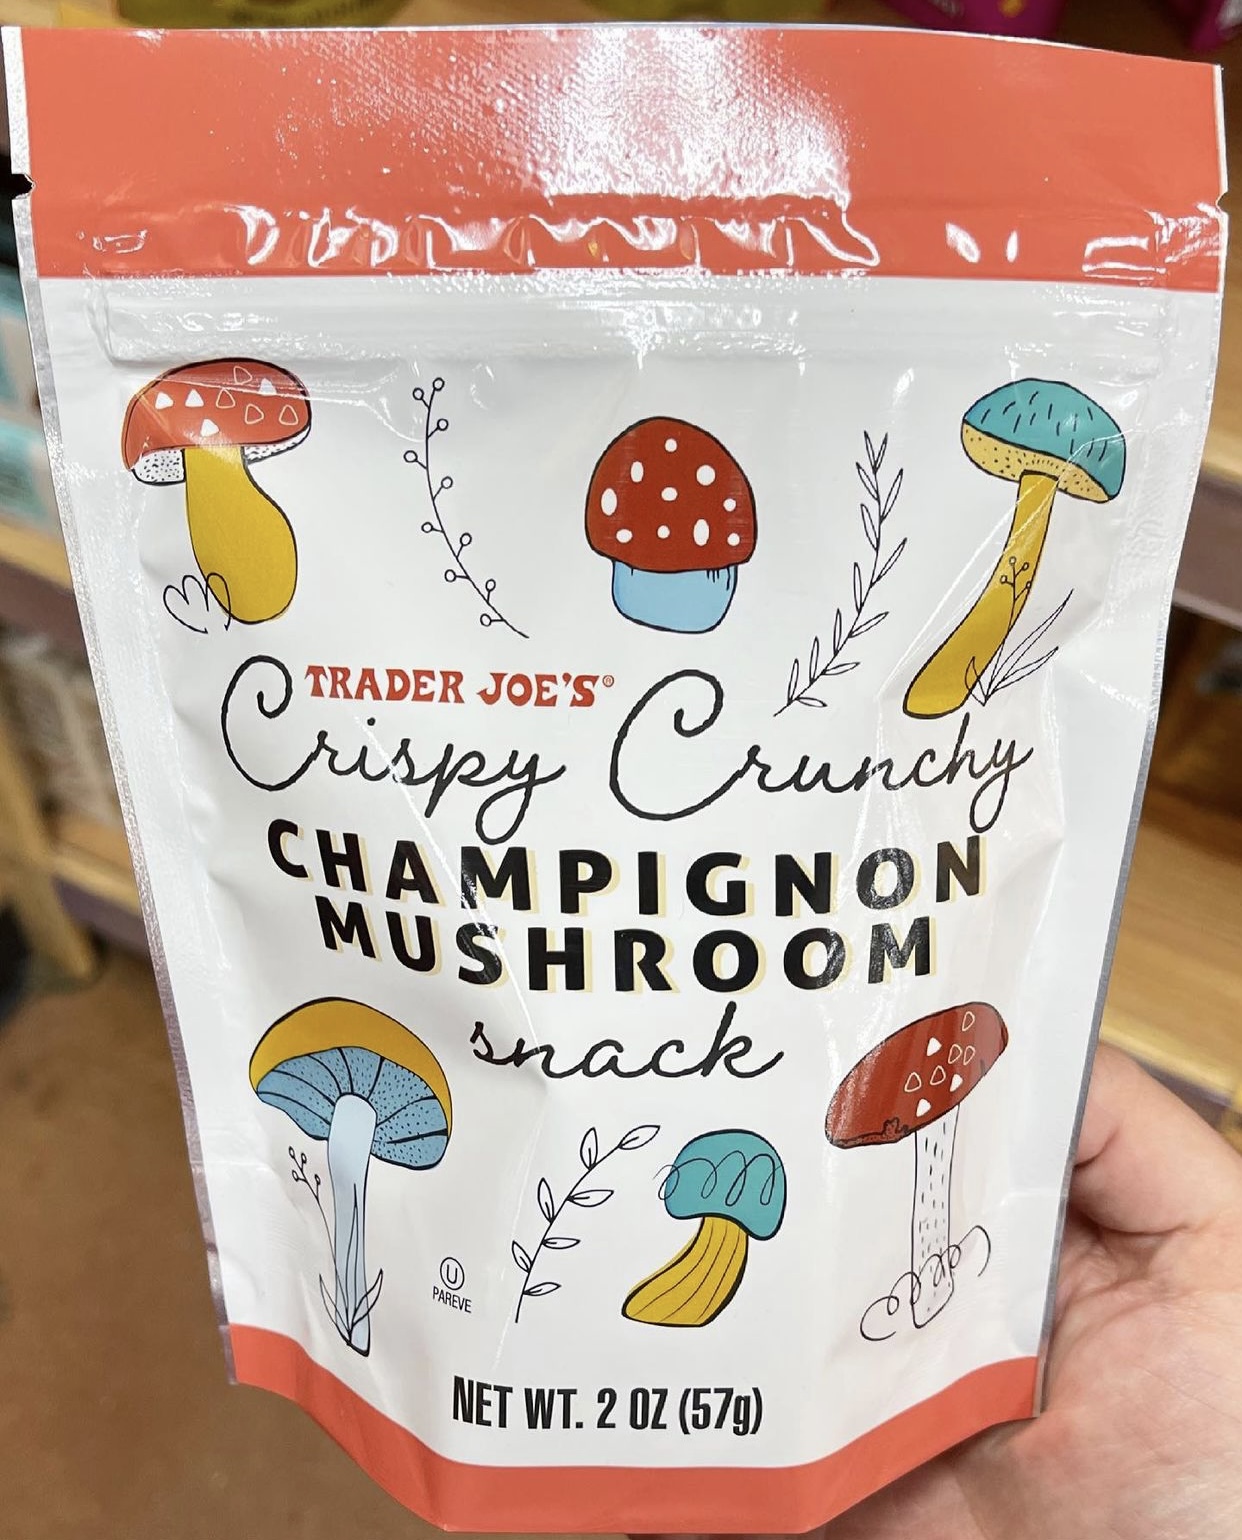 TRADER JOE'S®
Crispy Crunchy
CHAMPIGNON
MUSHROOM
snack
U
PAREVE
NET WT. 2 OZ (57g)